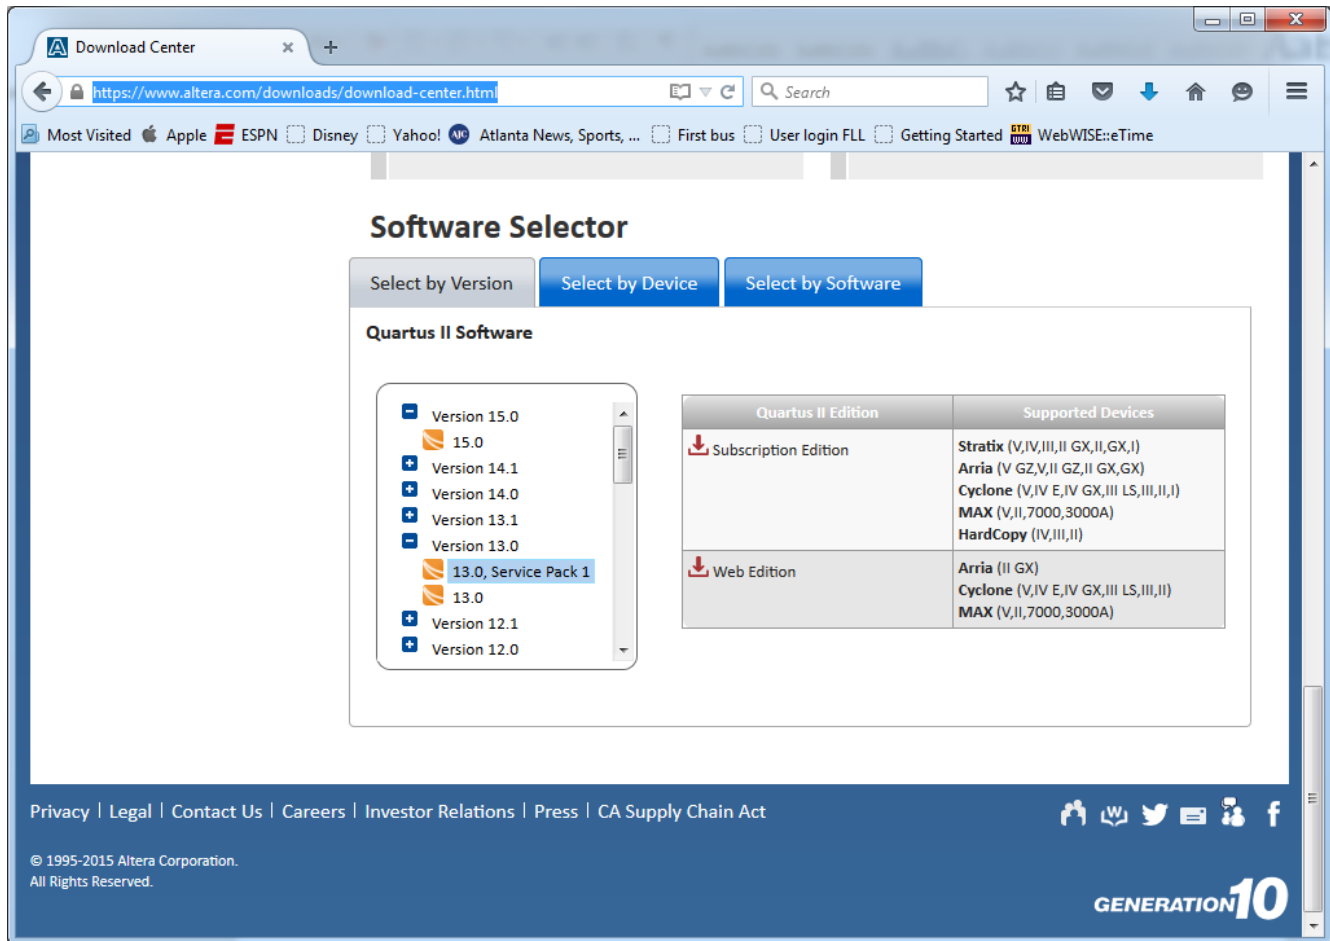 Download Center
https://www.altera.com/downloads/download-center.html
Search
Most Visited Apple ESPN Disney Yahoo! AJC Atlanta News, Sports, ... First bus User login FLL Getting Started GTRI WebWISE::eTime
Software Selector
Select by Version Select by Device Select by Software
Quartus II Software
Version 15.0
15.0
Version 14.1
Version 14.0
Version 13.1
Version 13.0
13.0, Service Pack 1
13.0
Version 12.1
Version 12.0
Quartus II Edition Supported Devices
Subscription Edition
Stratix (V,IV,III,II GX,II,GX,I)
Arria (V GZ,V,II GZ,II GX,GX)
Cyclone (V,IV E,IV GX,III LS,III,II,I)
MAX (V,II,7000,3000A)
HardCopy (IV,III,II)
Web Edition
Arria (II GX)
Cyclone (V,IV E,IV GX,III LS,III,II)
MAX (V,II,7000,3000A)
Privacy | Legal | Contact Us | Careers | Investor Relations | Press | CA Supply Chain Act
© 1995-2015 Altera Corporation.
All Rights Reserved.
GENERATION10